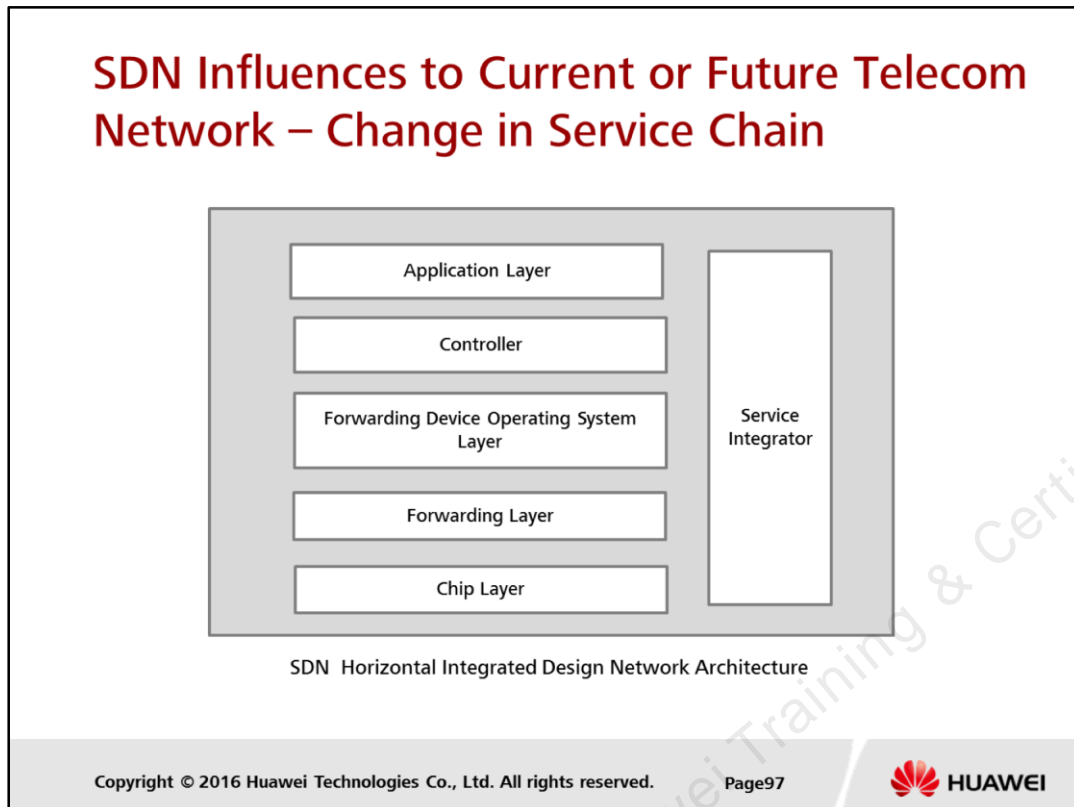 SDN Influences to Current or Future Telecom
Network – Change in Service Chain
Application Layer
Controller
Forwarding Device Operating System
Layer
Forwarding Layer
Chip Layer
Service
Integrator
SDN Horizontal Integrated Design Network Architecture
Copyright © 2016 Huawei Technologies Co., Ltd. All rights reserved.
Page97
HUAWEI
Training &